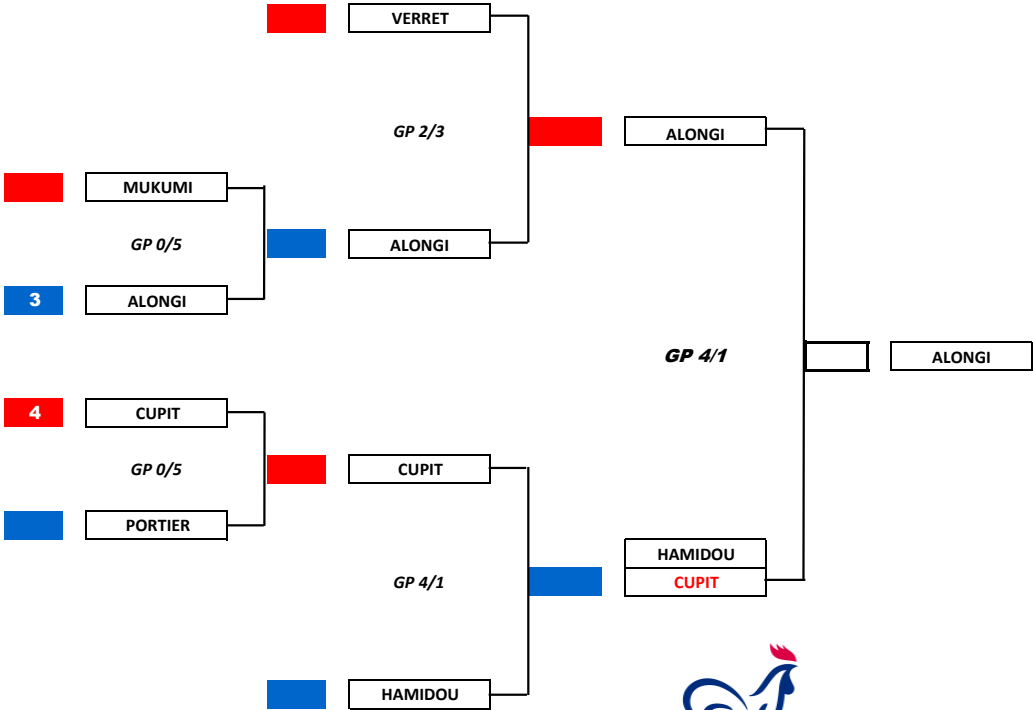 VERRET
GP 2/3
ALONGI
MUKUMI
GP 0/5
ALONGI
3
ALONGI
GP 4/1
ALONGI
4
CUPIT
GP 0/5
CUPIT
PORTIER
HAMIDOU
GP 4/1
CUPIT
HAMIDOU